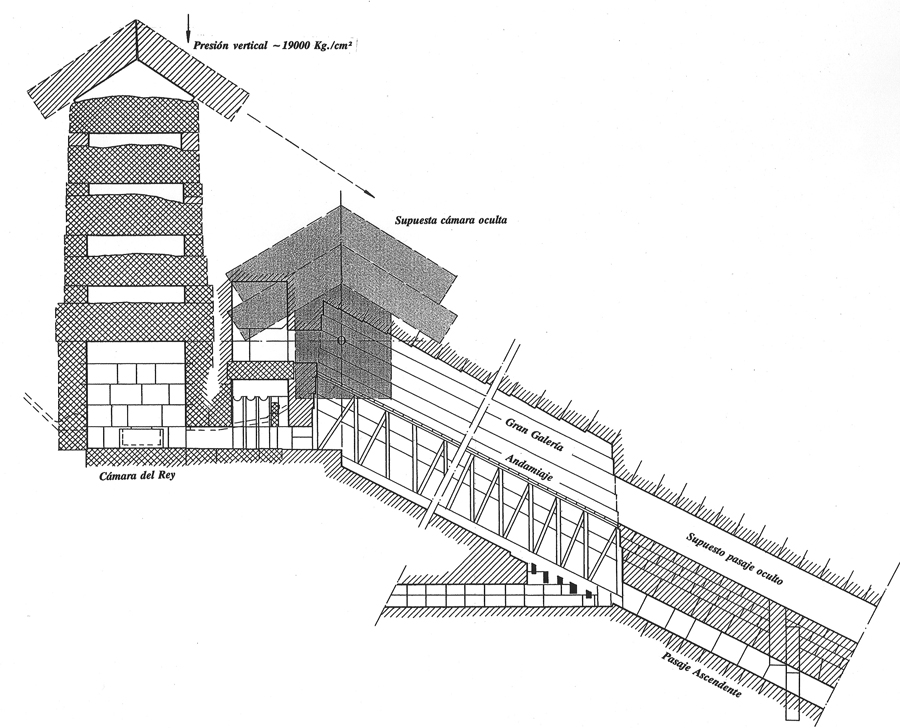 Presión vertical ~19000 Kg./cm²
Supuesta cámara oculta
Gran Galería
Andamiaje
Cámara del Rey
Supuesto pasaje oculto
Pasaje Ascendente